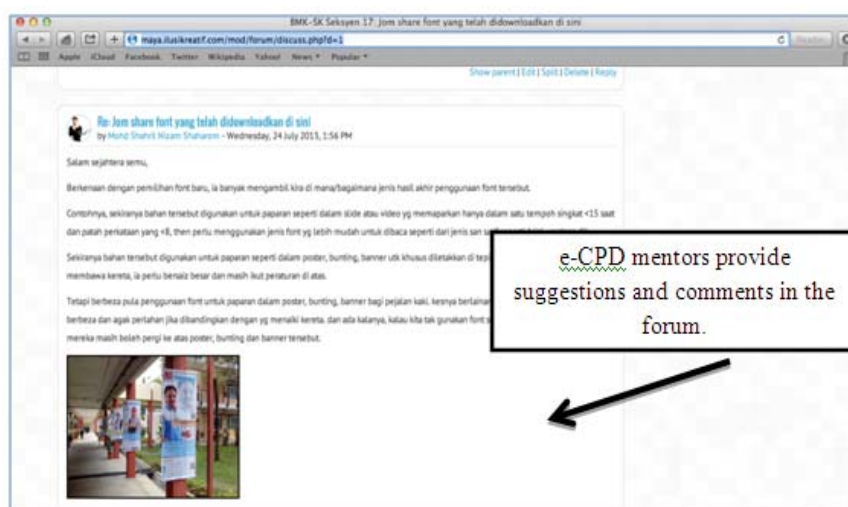 BMK-SK Seksyen 17: Jom share font yang telah didownloadkan di sini
maya.ilusikreatif.com/mod/forum/discuss.php?d=1
Reader
Apple iCloud Facebook Twitter Wikipedia Yahoo! News Popular
Show parent | Edit | Split | Delete | Reply
Re: Jom share font yang telah didownloadkan di sini
by Mohd Shahril Nizam Shaharom - Wednesday, 24 July 2013, 1:56 PM
Salam sejahtera semu,
Berkenaan dengan pemilihan font baru, ia banyak mengambil kira di mana/bagaimana jenis hasil akhir penggunaan font tersebut.
Contohnya, sekiranya bahan tersebut digunakan untuk paparan seperti dalam slide atau video yg memaparkan hanya dalam satu tempoh singkat <15 saat
dan patah perkataan yang <8, then perlu menggunakan jenis font yg lebih mudah untuk dibaca seperti dari jenis san
Sekiranya bahan tersebut digunakan untuk paparan seperti dalam poster, bunting, banner utk khusus diletakkan di
membawa kereta, ia perlu bersaiz besar dan masih ikut peraturan di atas.
Tetapi berbeza pula penggunaan font untuk paparan dalam poster, bunting, banner bagi pejalan kaki. kesnya
berbeza dan agak perlahan jika dibandingkan dengan yg menaiki kereta. dan ada kalanya, kalau kita tak gunakan font
mereka masih boleh pergi ke atas poster, bunting dan banner tersebut.
e-CPD mentors provide
suggestions and comments in the
forum.